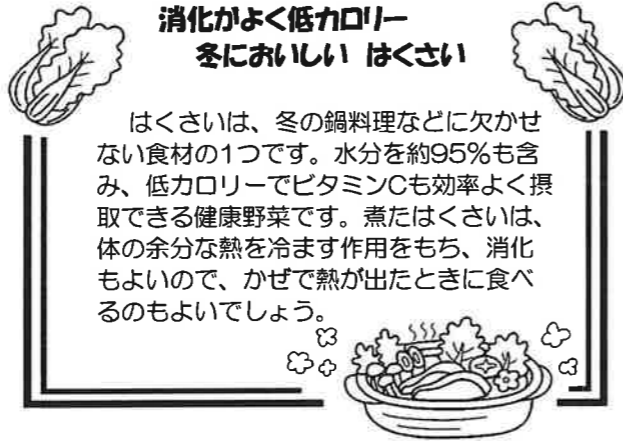 消化がよく低カロリー
冬においしい はくさい
はくさいは、冬の鍋料理などに欠かせ
ない食材の1つです。水分を約95%も含
み、低カロリーでビタミンCも効率よく摂
取できる健康野菜です。煮たはくさいは、
体の余分な熱を冷ます作用をもち、消化
もよいので、かぜで熱が出たときに食べ
るのもよいでしょう。